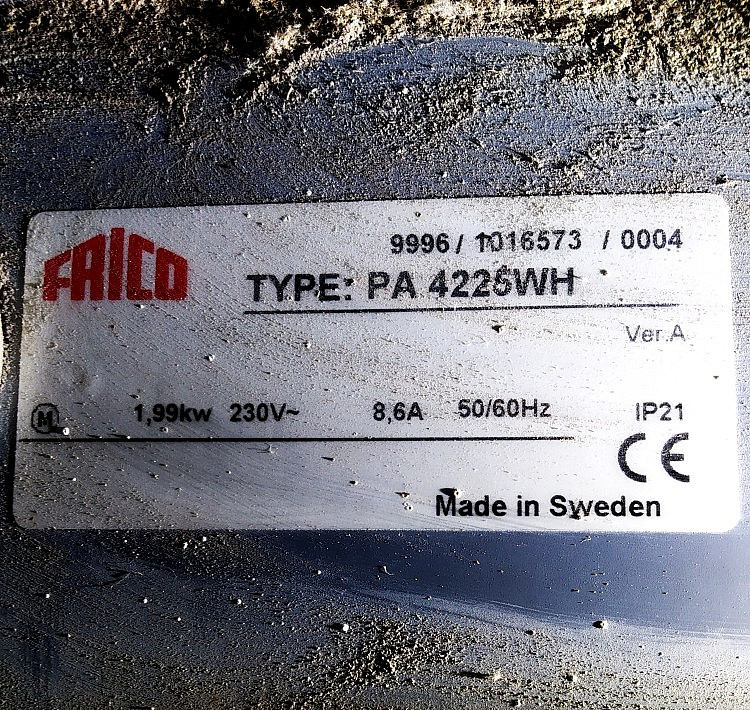 FRICO
9996 / 1016573 / 0004
TYPE: PA 4225WH
Ver.A
M 1,99kw 230V~ 8,6A 50/60Hz IP21
CE
Made in Sweden